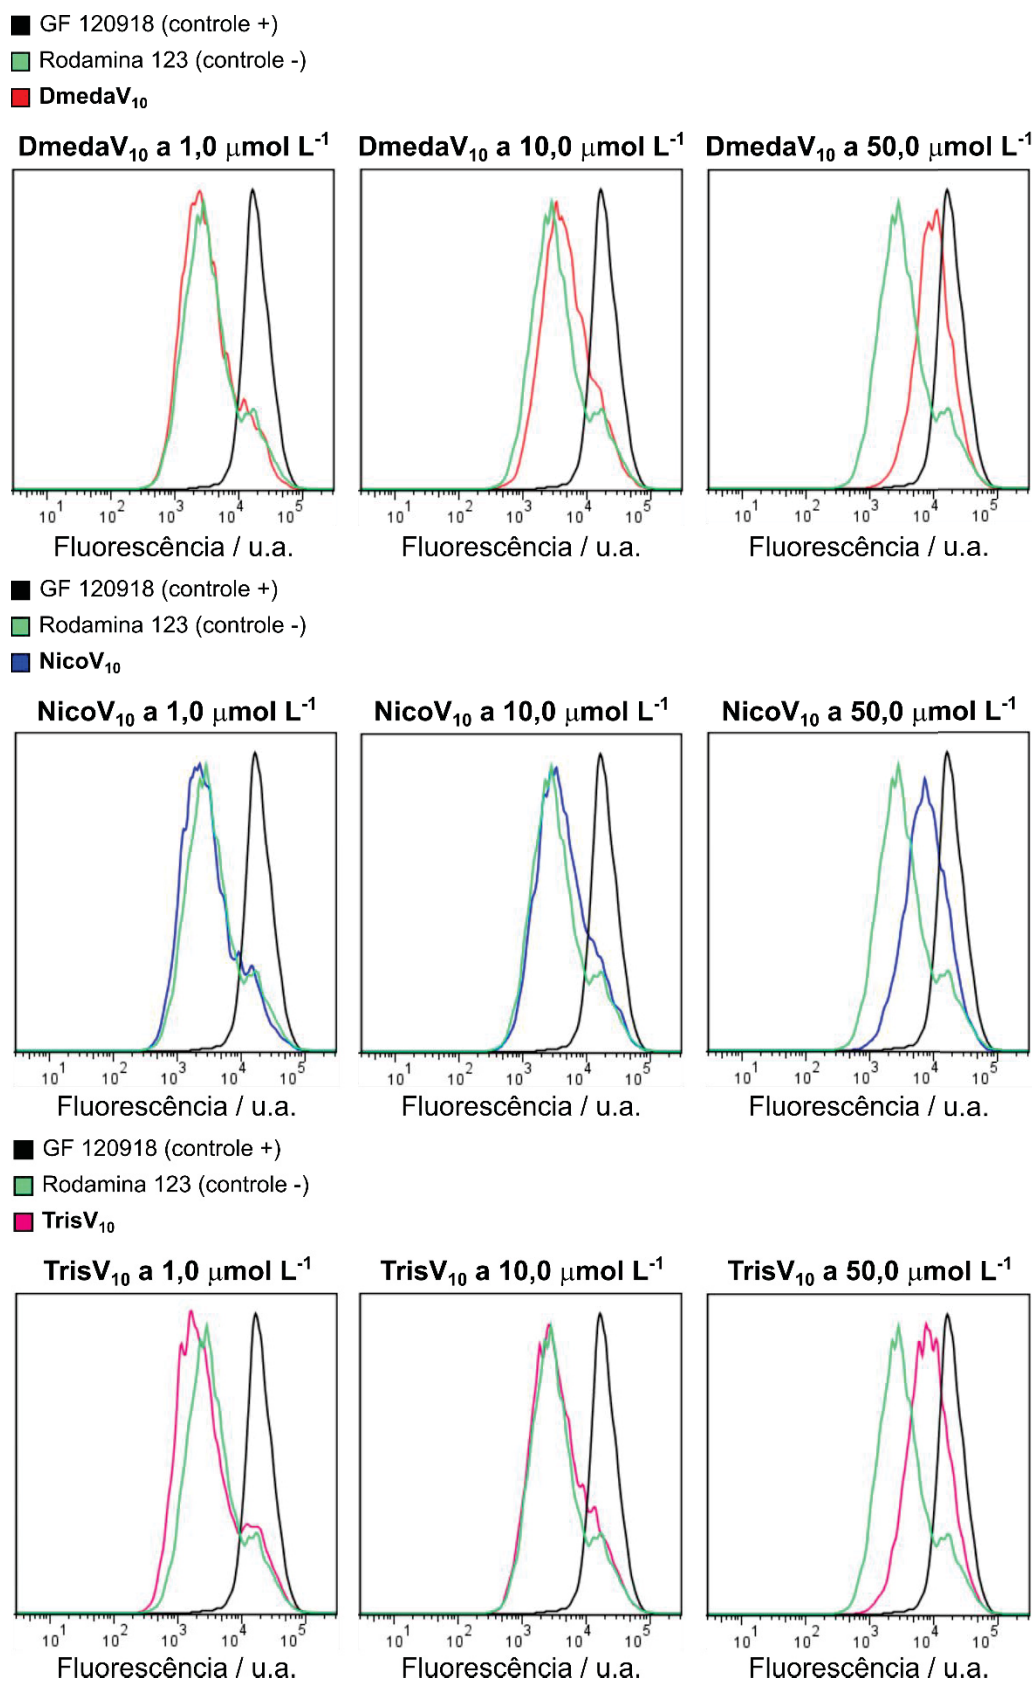 GF 120918 (controle +)
Rodamina 123 (controle -)
DmedaV₁₀
DmedaV₁₀ a 1,0 μmol L⁻¹ DmedaV₁₀ a 10,0 μmol L⁻¹ DmedaV₁₀ a 50,0 μmol L⁻¹
10¹ 10² 10³ 10⁴ 10⁵ 10¹ 10² 10³ 10⁴ 10⁵ 10¹ 10² 10³ 10⁴ 10⁵
Fluorescência / u.a. Fluorescência / u.a. Fluorescência / u.a.
GF 120918 (controle +)
Rodamina 123 (controle -)
NicoV₁₀
NicoV₁₀ a 1,0 μmol L⁻¹ NicoV₁₀ a 10,0 μmol L⁻¹ NicoV₁₀ a 50,0 μmol L⁻¹
10¹ 10² 10³ 10⁴ 10⁵ 10¹ 10² 10³ 10⁴ 10⁵ 10¹ 10² 10³ 10⁴ 10⁵
Fluorescência / u.a. Fluorescência / u.a. Fluorescência / u.a.
GF 120918 (controle +)
Rodamina 123 (controle -)
TrisV₁₀
TrisV₁₀ a 1,0 μmol L⁻¹ TrisV₁₀ a 10,0 μmol L⁻¹ TrisV₁₀ a 50,0 μmol L⁻¹
10¹ 10² 10³ 10⁴ 10⁵ 10¹ 10² 10³ 10⁴ 10⁵ 10¹ 10² 10³ 10⁴ 10⁵
Fluorescência / u.a. Fluorescência / u.a. Fluorescência / u.a.